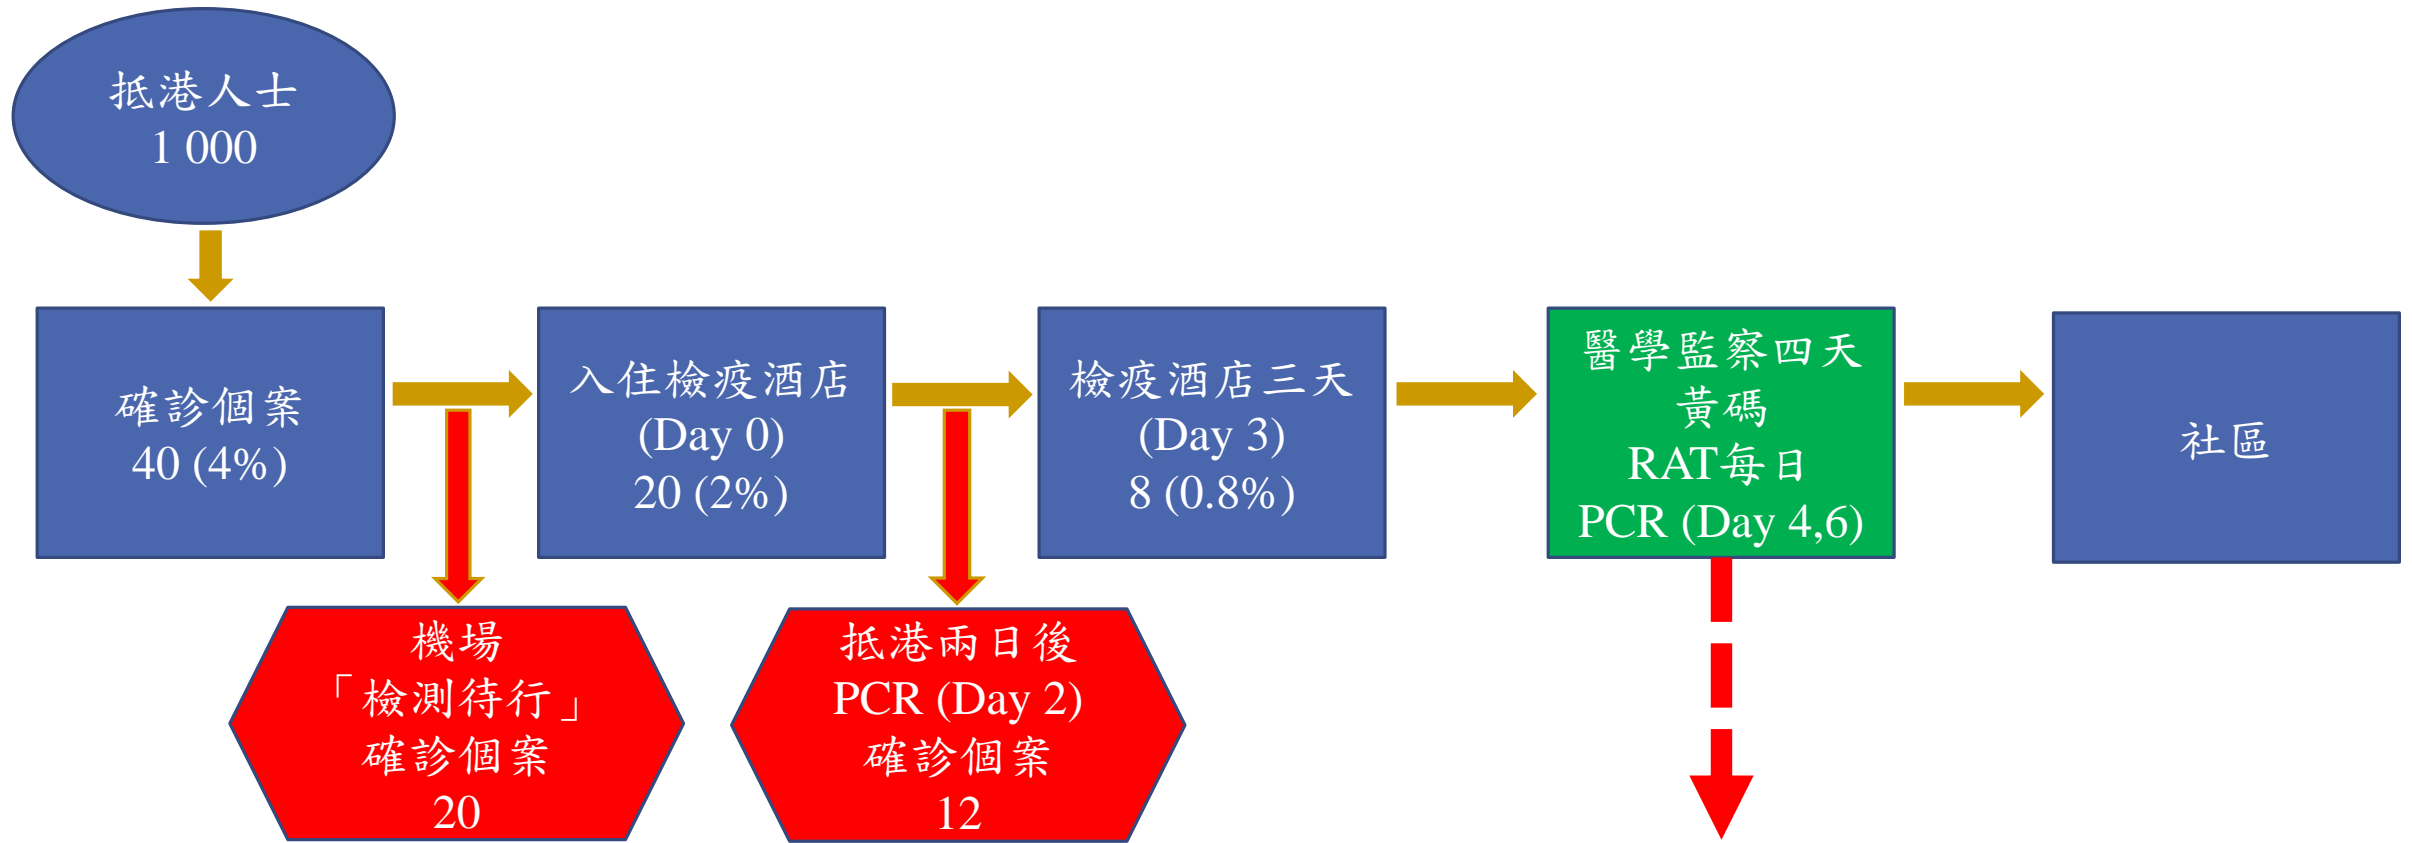 抵港人士
1 000
確診個案
40 (4%)
入住檢疫酒店
(Day 0)
20 (2%)
檢疫酒店三天
(Day 3)
8 (0.8%)
醫學監察四天
黃碼
RAT每日
PCR (Day 4,6)
社區
機場
「檢測待行」
確診個案
20
抵港兩日後
PCR (Day 2)
確診個案
12